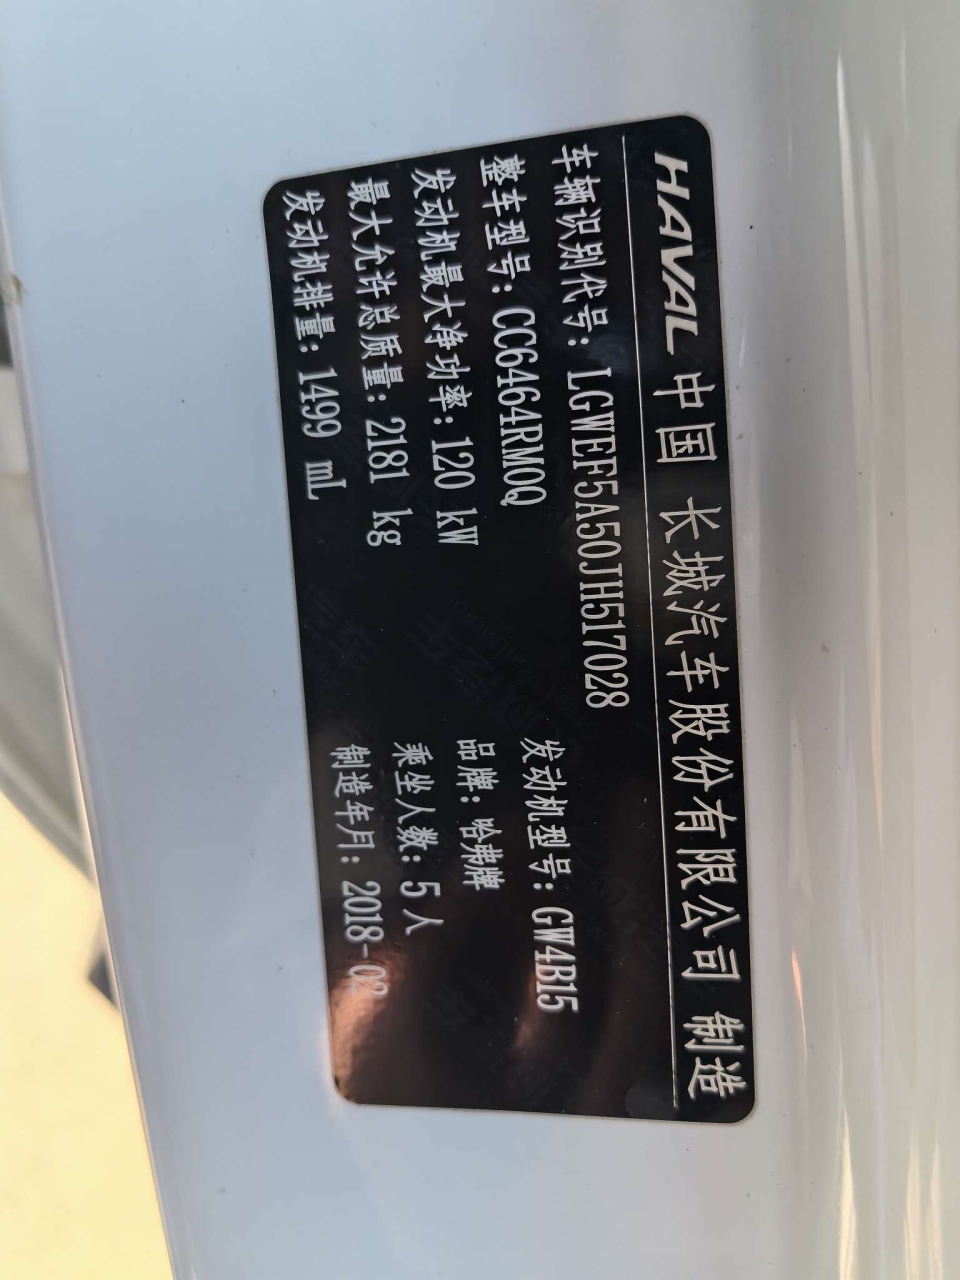 HAVAL 中国 长城汽车股份有限公司 制造
车辆识别代号: LGWEF5A50JH517028
整车型号: CC6464RM0Q 发动机型号: GW4B15
发动机最大净功率: 120 kW 品牌: 哈弗牌
最大允许总质量: 2181 kg 乘坐人数: 5 人
发动机排量: 1499 mL 制造年月: 2018-02